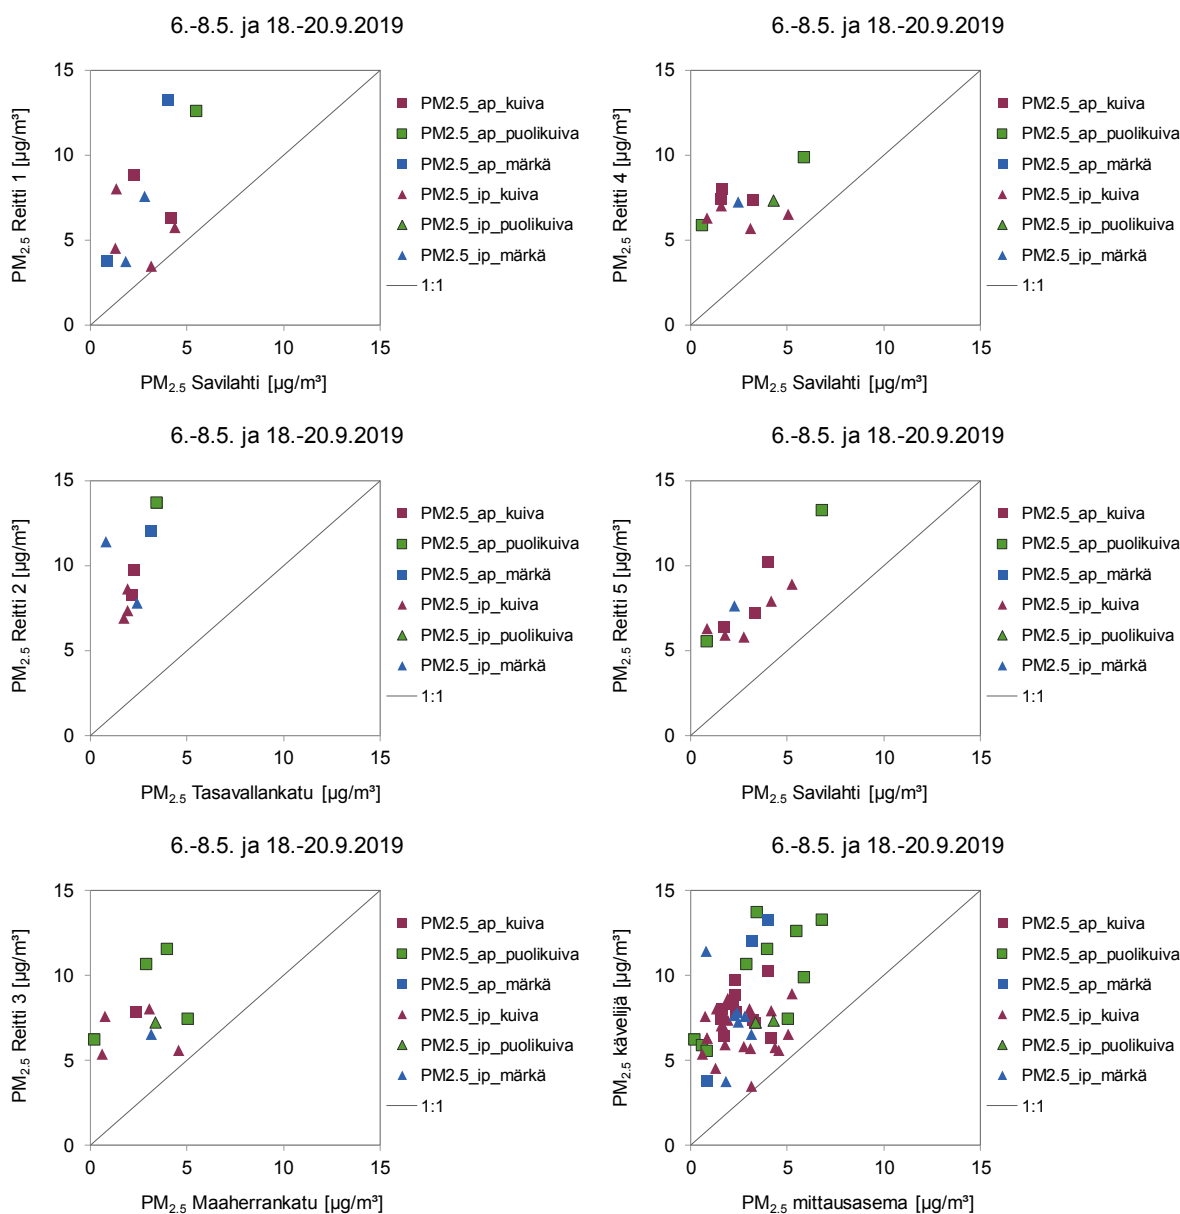 6.-8.5. ja 18.-20.9.2019
PM2.5 Reitti 1 [µg/m³]
15
10
5
0
0 5 10 15
PM2.5 Savilahti [µg/m³]
PM2.5_ap_kuiva
PM2.5_ap_puolikuiva
PM2.5_ap_märkä
PM2.5_ip_kuiva
PM2.5_ip_puolikuiva
PM2.5_ip_märkä
1:1
6.-8.5. ja 18.-20.9.2019
PM2.5 Reitti 4 [µg/m³]
15
10
5
0
0 5 10 15
PM2.5 Savilahti [µg/m³]
PM2.5_ap_kuiva
PM2.5_ap_puolikuiva
PM2.5_ap_märkä
PM2.5_ip_kuiva
PM2.5_ip_puolikuiva
PM2.5_ip_märkä
1:1
6.-8.5. ja 18.-20.9.2019
PM2.5 Reitti 2 [µg/m³]
15
10
5
0
0 5 10 15
PM2.5 Tasavallankatu [µg/m³]
PM2.5_ap_kuiva
PM2.5_ap_puolikuiva
PM2.5_ap_märkä
PM2.5_ip_kuiva
PM2.5_ip_puolikuiva
PM2.5_ip_märkä
1:1
6.-8.5. ja 18.-20.9.2019
PM2.5 Reitti 5 [µg/m³]
15
10
5
0
0 5 10 15
PM2.5 Savilahti [µg/m³]
PM2.5_ap_kuiva
PM2.5_ap_puolikuiva
PM2.5_ap_märkä
PM2.5_ip_kuiva
PM2.5_ip_puolikuiva
PM2.5_ip_märkä
1:1
6.-8.5. ja 18.-20.9.2019
PM2.5 Reitti 3 [µg/m³]
15
10
5
0
0 5 10 15
PM2.5 Maaherrankatu [µg/m³]
PM2.5_ap_kuiva
PM2.5_ap_puolikuiva
PM2.5_ap_märkä
PM2.5_ip_kuiva
PM2.5_ip_puolikuiva
PM2.5_ip_märkä
1:1
6.-8.5. ja 18.-20.9.2019
PM2.5 kävelijä [µg/m³]
15
10
5
0
0 5 10 15
PM2.5 mittausasema [µg/m³]
PM2.5_ap_kuiva
PM2.5_ap_puolikuiva
PM2.5_ap_märkä
PM2.5_ip_kuiva
PM2.5_ip_puolikuiva
PM2.5_ip_märkä
1:1